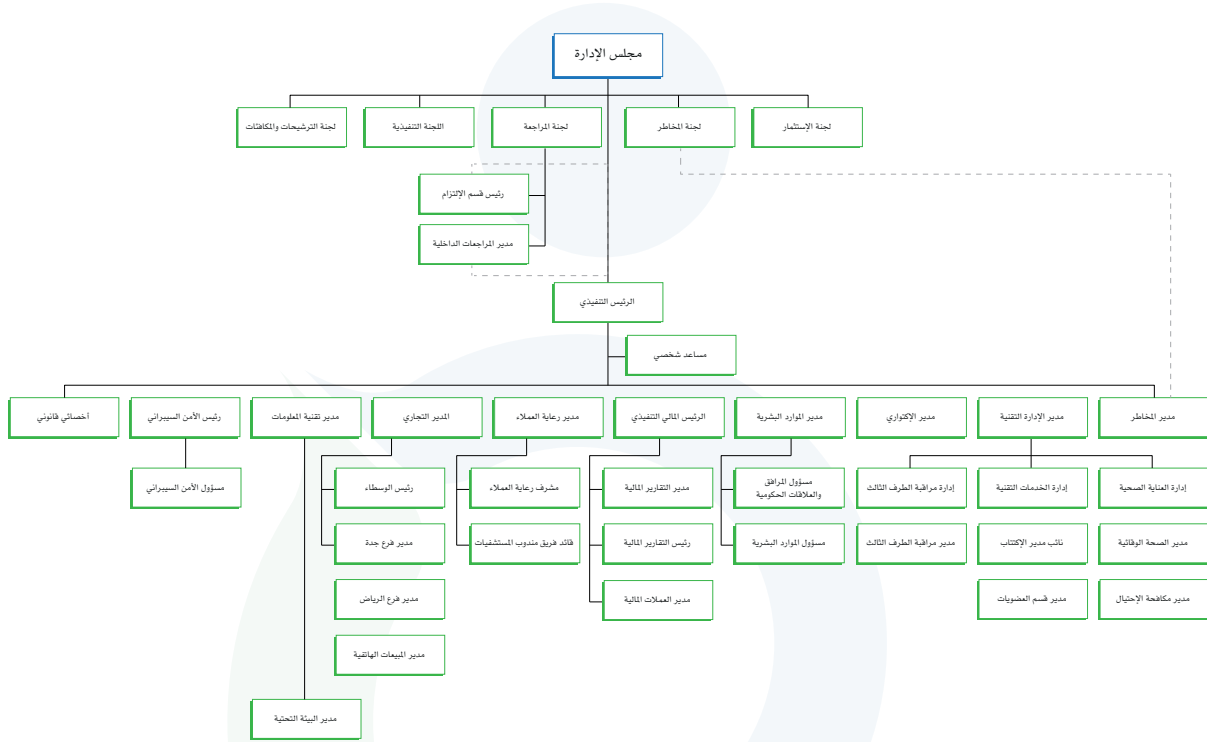 مجلس الإدارة
لجنة الإستثمار
لجنة المخاطر
لجنة المراجعة
اللجنة التنفيذية
لجنة الترشيحات والمكافئات
رئيس قسم الإلتزام
مدير المراجعات الداخلية
الرئيس التنفيذي
مساعد شخصي
مدير المخاطر
مدير الإدارة التقنية
مدير الإكتواري
مدير الموارد البشرية
الرئيس المالي التنفيذي
مدير رعاية العملاء
المدير التجاري
مدير تقنية المعلومات
رئيس الأمن السيبراني
أخصائي قانوني
إدارة العناية الصحية
إدارة الخدمات التقنية
إدارة مراقبة الطرف الثالث
مسؤول المرافق
والعلاقات الحكومية
مدير التقارير المالية
مشرف رعاية العملاء
رئيس الوسطاء
مسؤول الأمن السيبراني
مدير الصحة الوقائية
نائب مدير الإكتتاب
مدير مراقبة الطرف الثالث
مسؤول الموارد البشرية
رئيس التقارير المالية
قائد فريق مندوب المستشفيات
مدير فرع جدة
مدير مكافحة الإحتيال
مدير قسم العضويات
مدير العملات المالية
مدير فرع الرياض
مدير المبيعات الهاتفية
مدير البيئة التحتية